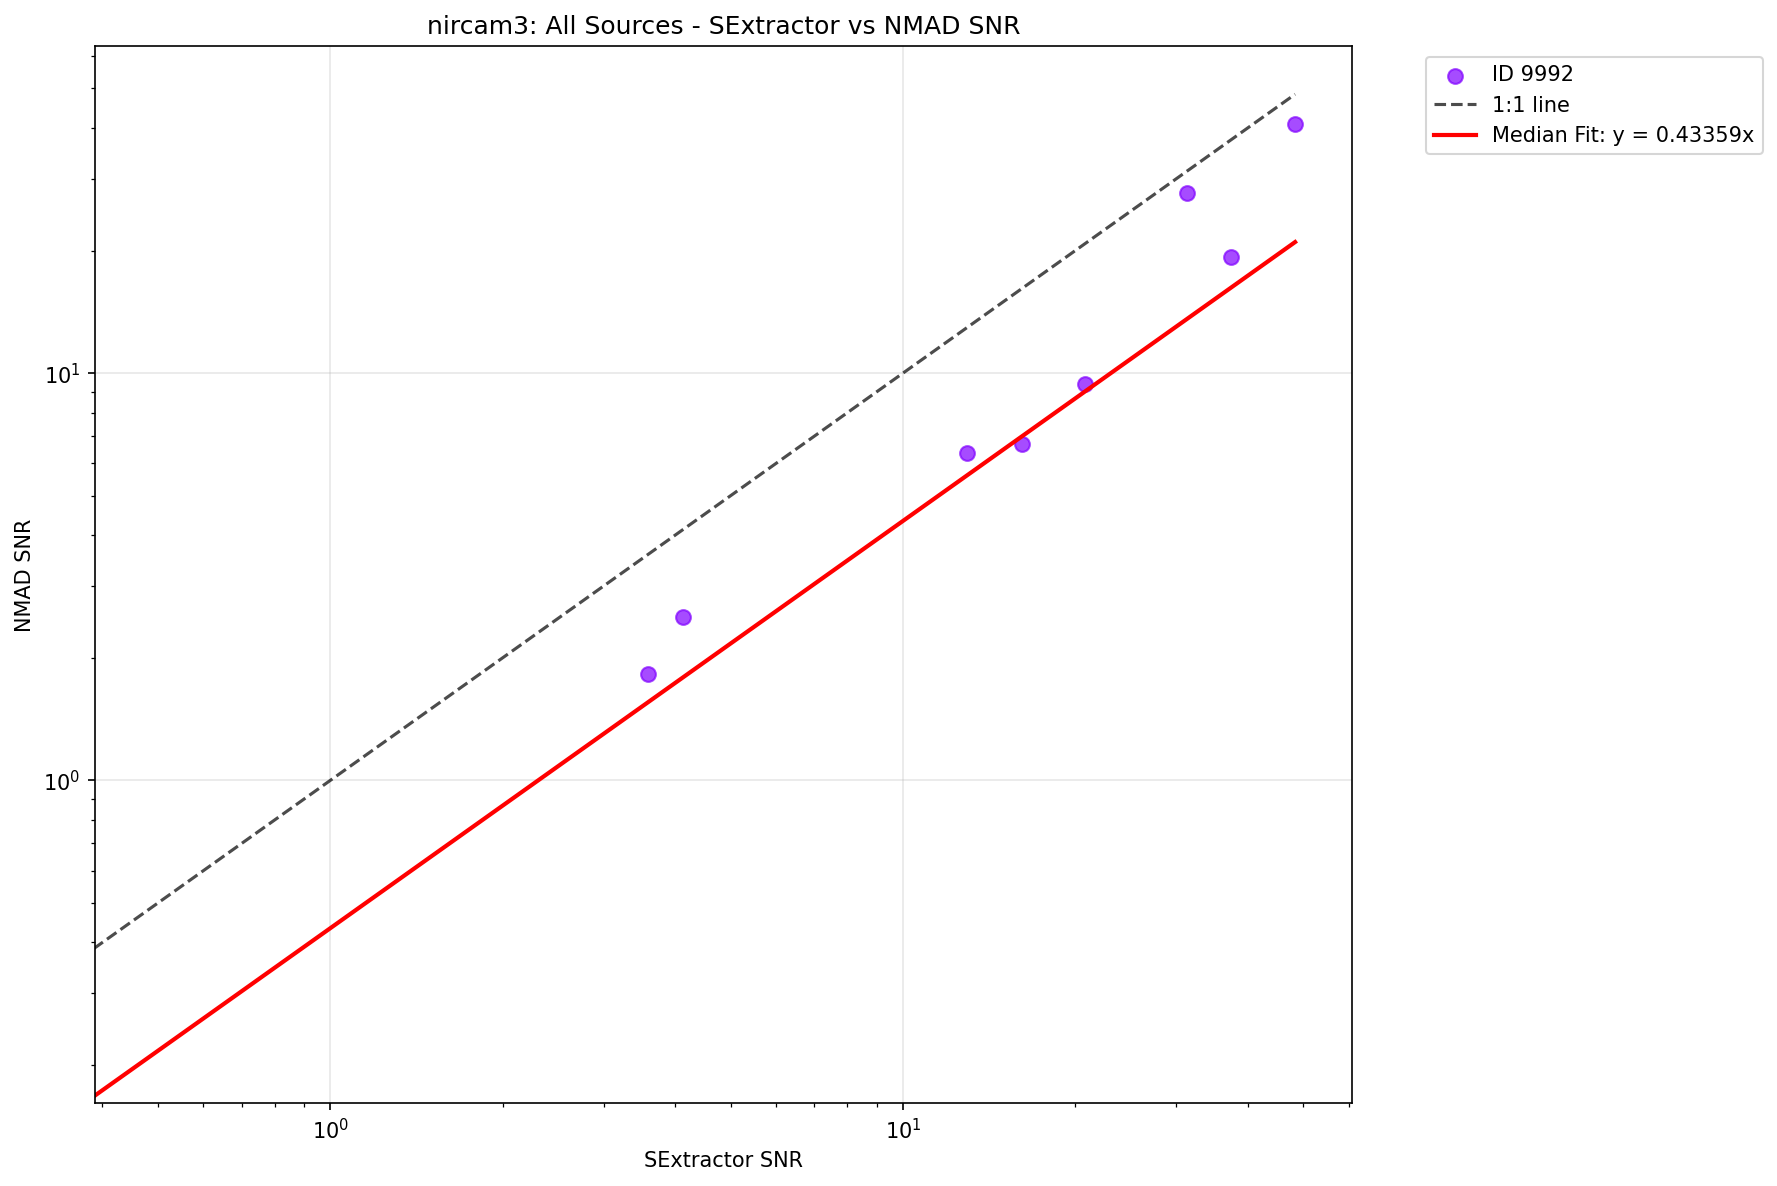 nircam3: All Sources - SExtractor vs NMAD SNR
ID 9992
1:1 line
Median Fit: y = 0.43359x
10¹
10⁰
NMAD SNR
10⁰
10¹
SExtractor SNR